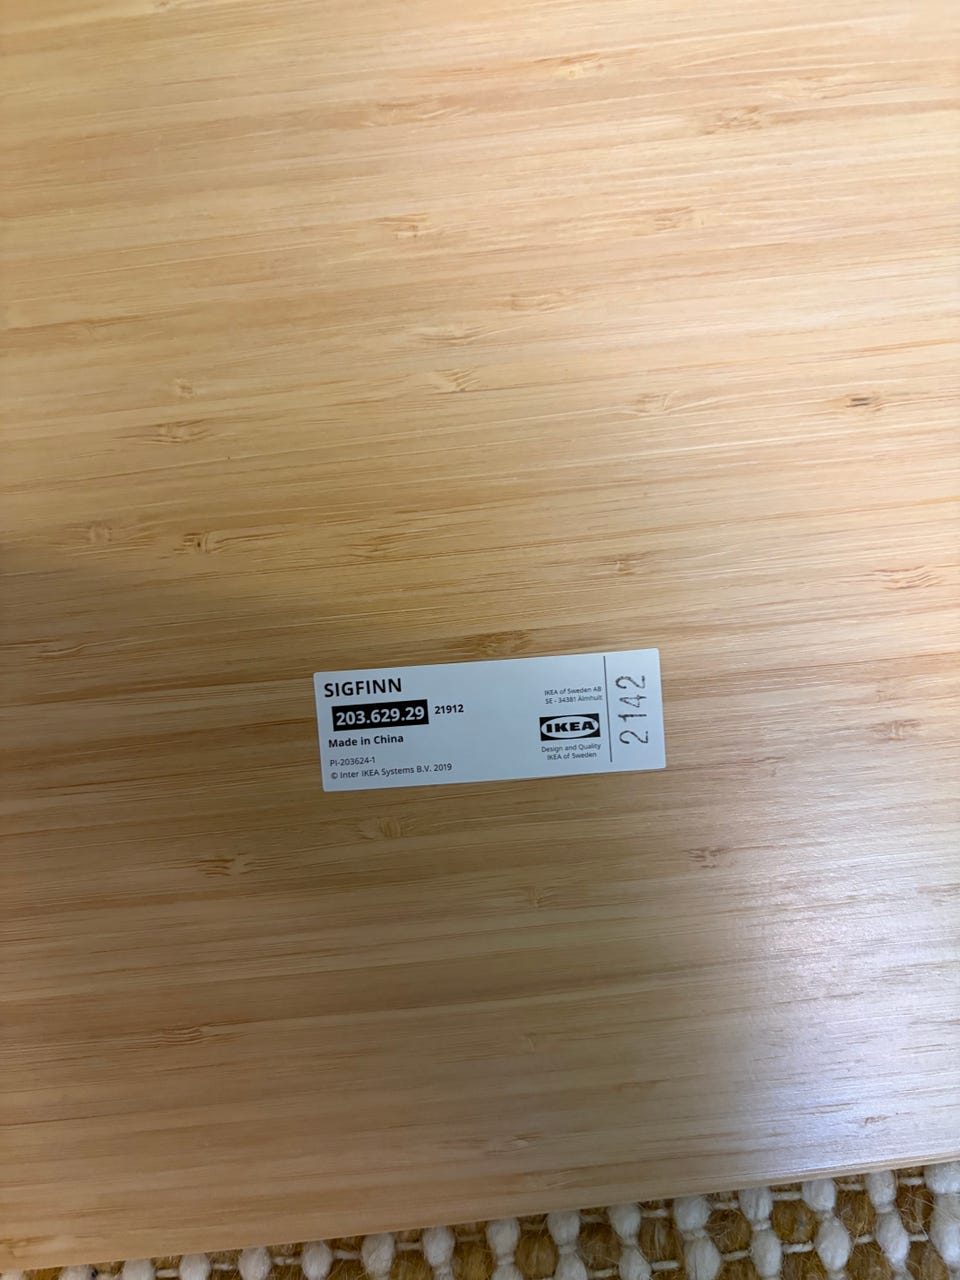 SIGFINN
203.629.29 21912
Made in China
PI-203624-1
© Inter IKEA Systems B.V. 2019
IKEA of Sweden AB
SE - 34381 Älmhult
IKEA
Design and Quality
IKEA of Sweden
2142